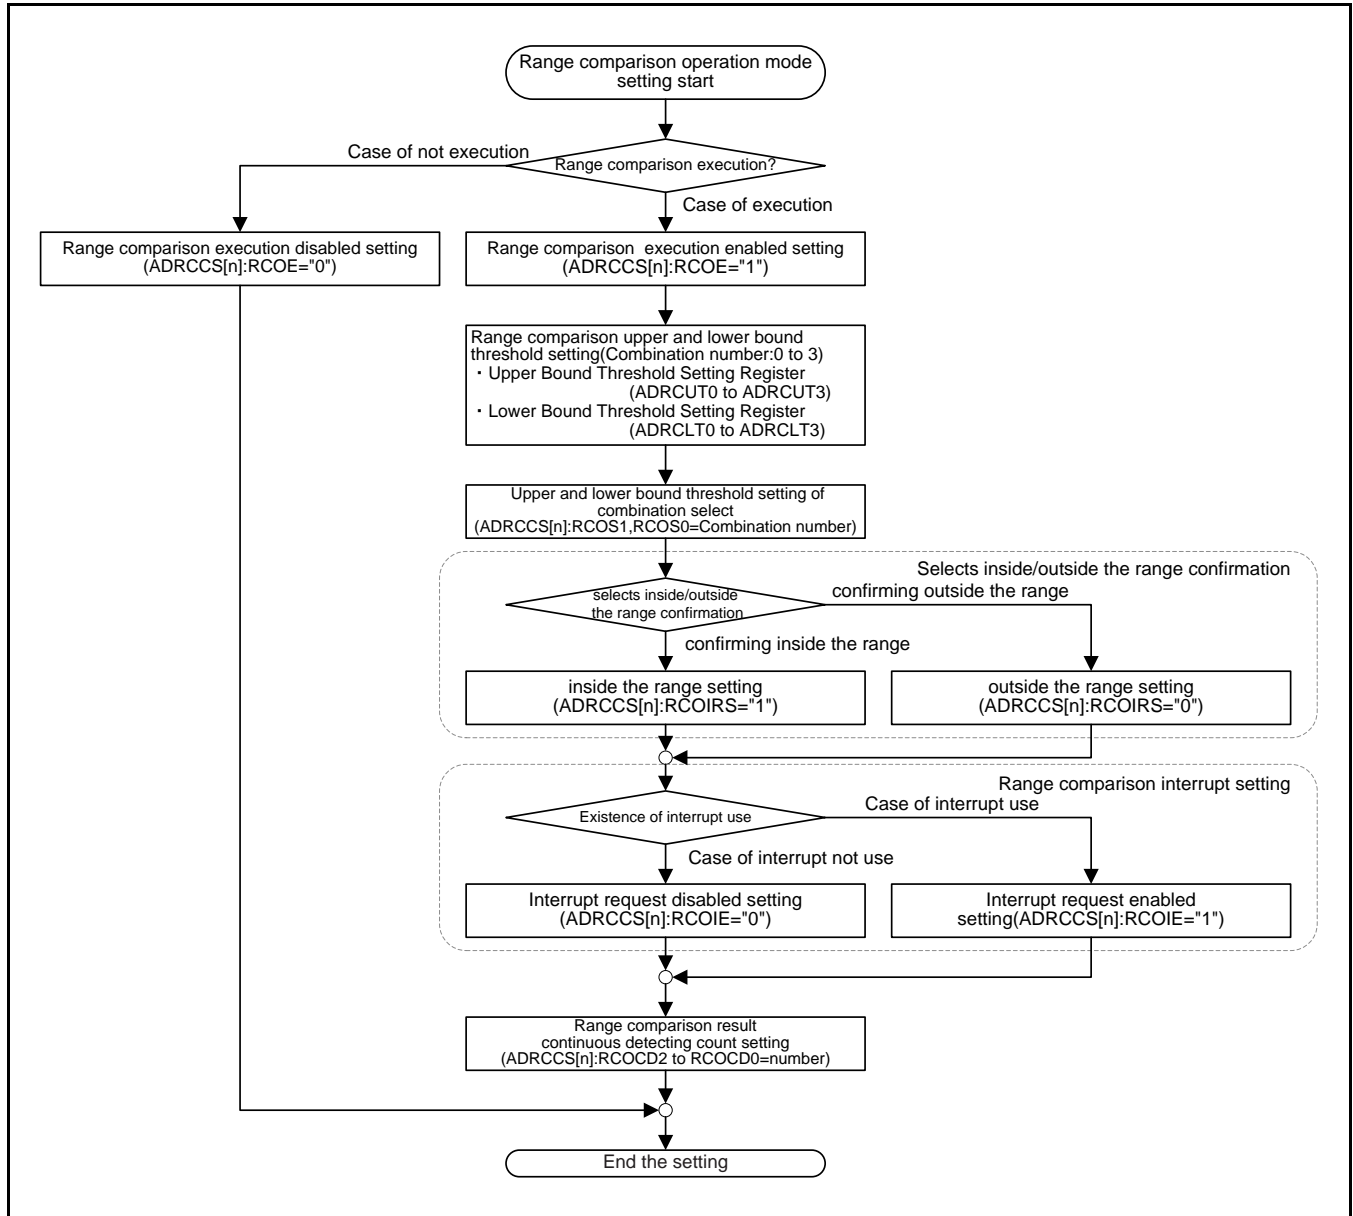 Range comparison operation mode
setting start
Case of not execution
Range comparison execution?
Case of execution
Range comparison execution disabled setting
(ADRCCS[n]:RCOE="0")
Range comparison  execution enabled setting
(ADRCCS[n]:RCOE="1")
Range comparison upper and lower bound
threshold setting(Combination number:0 to 3)
・Upper Bound Threshold Setting Register
(ADRCUT0 to ADRCUT3)
・Lower Bound Threshold Setting Register
(ADRCLT0 to ADRCLT3)
Upper and lower bound threshold setting of
combination select
(ADRCCS[n]:RCOS1,RCOS0=Combination number)
Selects inside/outside the range confirmation
selects inside/outside
the range confirmation
confirming outside the range
confirming inside the range
inside the range setting
(ADRCCS[n]:RCOIRS="1")
outside the range setting
(ADRCCS[n]:RCOIRS="0")
Range comparison interrupt setting
Existence of interrupt use
Case of interrupt use
Case of interrupt not use
Interrupt request disabled setting
(ADRCCS[n]:RCOIE="0")
Interrupt request enabled
setting(ADRCCS[n]:RCOIE="1")
Range comparison result
continuous detecting count setting
(ADRCCS[n]:RCOCD2 to RCOCD0=number)
End the setting